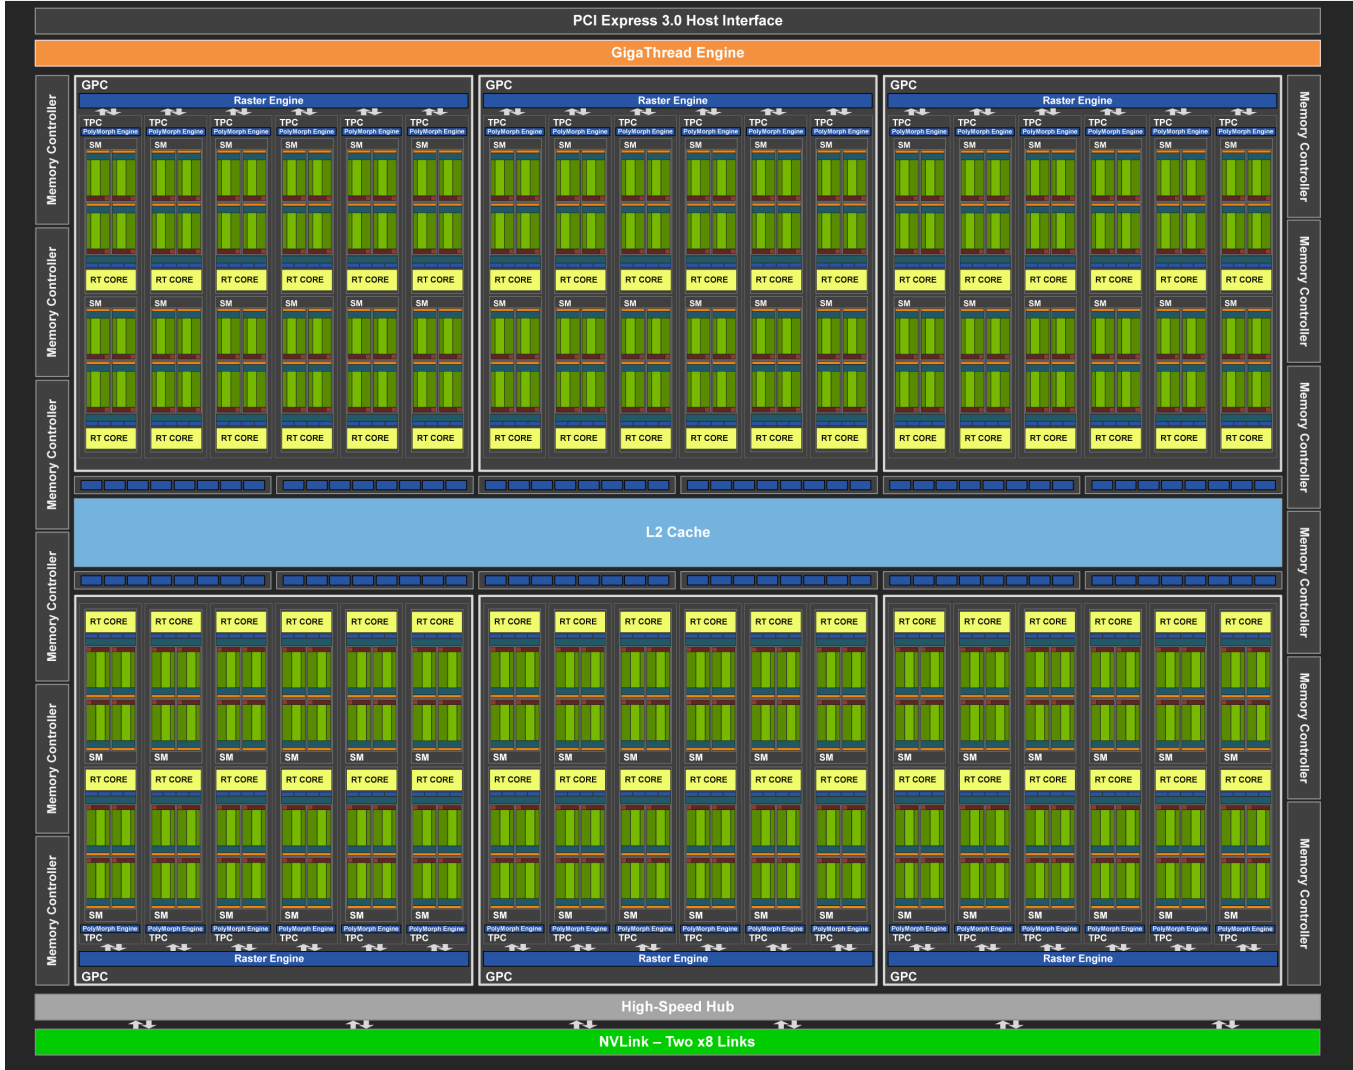 PCI Express 3.0 Host Interface
GigaThread Engine
Memory Controller
Memory Controller
Memory Controller
Memory Controller
Memory Controller
Memory Controller
GPC GPC GPC
Raster Engine Raster Engine Raster Engine
TPC TPC TPC TPC TPC TPC TPC TPC TPC TPC TPC TPC TPC TPC TPC TPC TPC TPC
PolyMorph Engine PolyMorph Engine PolyMorph Engine PolyMorph Engine PolyMorph Engine PolyMorph Engine PolyMorph Engine PolyMorph Engine PolyMorph Engine PolyMorph Engine PolyMorph Engine PolyMorph Engine PolyMorph Engine PolyMorph Engine PolyMorph Engine PolyMorph Engine PolyMorph Engine PolyMorph Engine
SM SM SM SM SM SM SM SM SM SM SM SM SM SM SM SM SM SM
RT CORE RT CORE RT CORE RT CORE RT CORE RT CORE RT CORE RT CORE RT CORE RT CORE RT CORE RT CORE RT CORE RT CORE RT CORE RT CORE RT CORE RT CORE
SM SM SM SM SM SM SM SM SM SM SM SM SM SM SM SM SM SM
RT CORE RT CORE RT CORE RT CORE RT CORE RT CORE RT CORE RT CORE RT CORE RT CORE RT CORE RT CORE RT CORE RT CORE RT CORE RT CORE RT CORE RT CORE
L2 Cache
RT CORE RT CORE RT CORE RT CORE RT CORE RT CORE RT CORE RT CORE RT CORE RT CORE RT CORE RT CORE RT CORE RT CORE RT CORE RT CORE RT CORE RT CORE
SM SM SM SM SM SM SM SM SM SM SM SM SM SM SM SM SM SM
RT CORE RT CORE RT CORE RT CORE RT CORE RT CORE RT CORE RT CORE RT CORE RT CORE RT CORE RT CORE RT CORE RT CORE RT CORE RT CORE RT CORE RT CORE
SM SM SM SM SM SM SM SM SM SM SM SM SM SM SM SM SM SM
PolyMorph Engine PolyMorph Engine PolyMorph Engine PolyMorph Engine PolyMorph Engine PolyMorph Engine PolyMorph Engine PolyMorph Engine PolyMorph Engine PolyMorph Engine PolyMorph Engine PolyMorph Engine PolyMorph Engine PolyMorph Engine PolyMorph Engine PolyMorph Engine PolyMorph Engine PolyMorph Engine
TPC TPC TPC TPC TPC TPC TPC TPC TPC TPC TPC TPC TPC TPC TPC TPC TPC TPC
Raster Engine Raster Engine Raster Engine
GPC GPC GPC
Memory Controller
Memory Controller
Memory Controller
Memory Controller
Memory Controller
Memory Controller
High-Speed Hub
NVLink – Two x8 Links